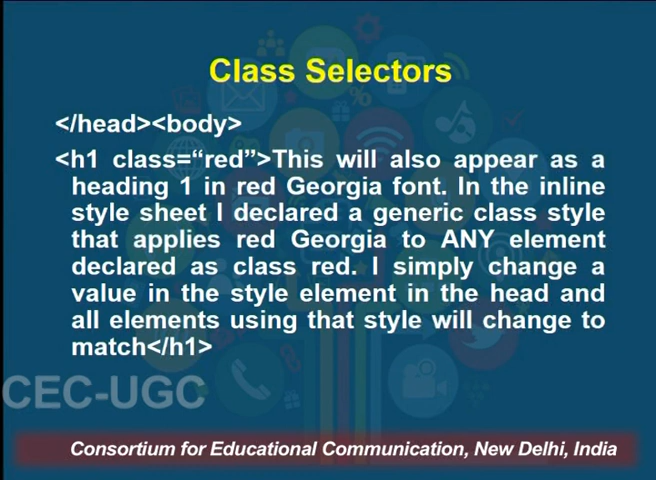 Class Selectors
</head><body>
<h1 class=“red”>This will also appear as a
heading 1 in red Georgia font. In the inline
style sheet I declared a generic class style
that applies red Georgia to ANY element
declared as class red. I simply change a
value in the style element in the head and
all elements using that style will change to
match</h1>
CEC-UGC
Consortium for Educational Communication, New Delhi, India